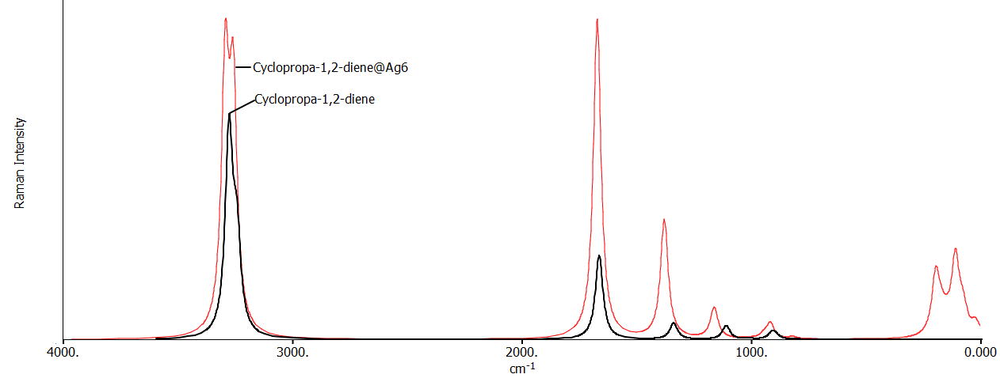 Cyclopropa-1,2-diene@Ag6
Cyclopropa-1,2-diene
Raman Intensity
4000. 3000. 2000. 1000. 0.000
cm-1